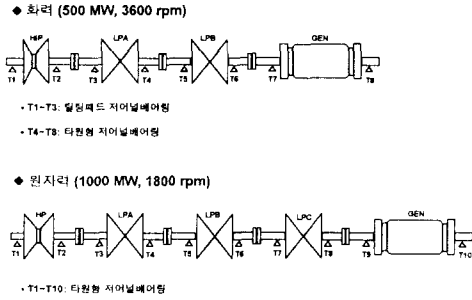 ◆ 화력 (500 MW, 3600 rpm)
HIP LPA LPB GEN
T1 T2 T3 T4 T5 T6 T7 T8
• T1~T3: 틸팅패드 저어널베어링
• T4~T8: 타원형 저어널베어링
◆ 원자력 (1000 MW, 1800 rpm)
HP LPA LPB LPC GEN
T1 T2 T3 T4 T5 T6 T7 T8 T9 T10
• T1~T10: 타원형 저어널베어링